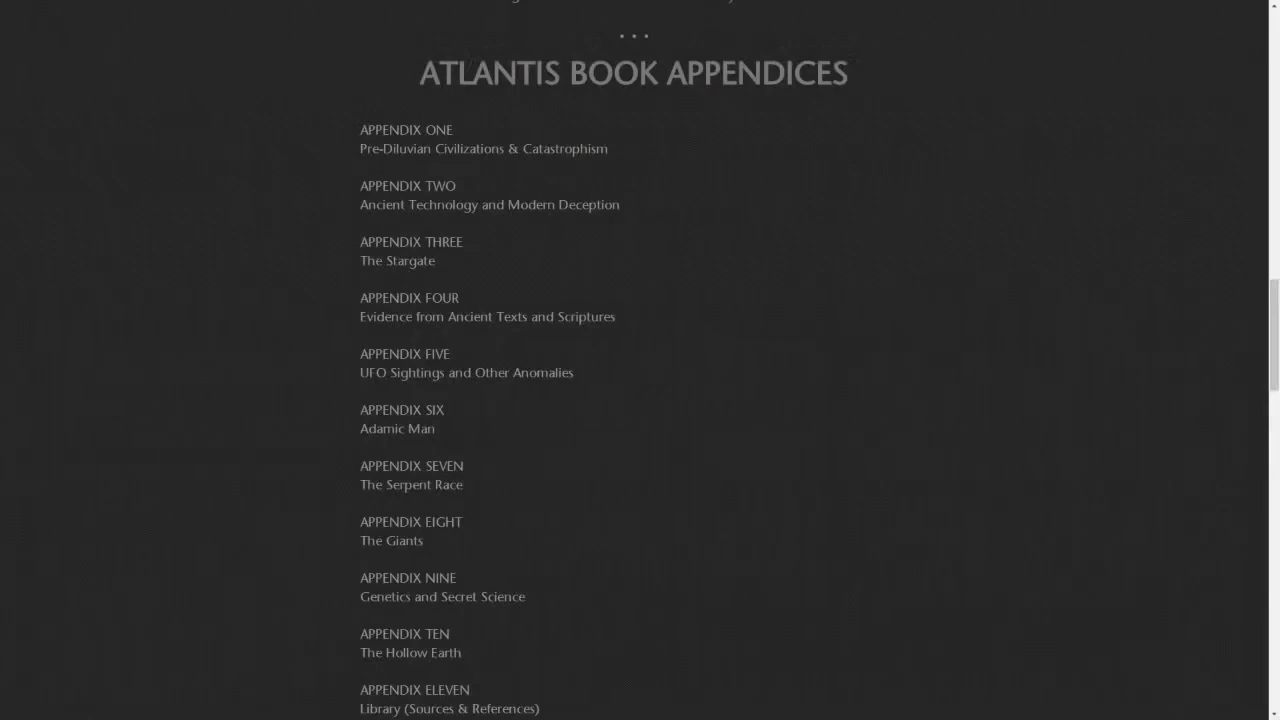 • • •
ATLANTIS BOOK APPENDICES
APPENDIX ONE
Pre-Diluvian Civilizations & Catastrophism
APPENDIX TWO
Ancient Technology and Modern Deception
APPENDIX THREE
The Stargate
APPENDIX FOUR
Evidence from Ancient Texts and Scriptures
APPENDIX FIVE
UFO Sightings and Other Anomalies
APPENDIX SIX
Adamic Man
APPENDIX SEVEN
The Serpent Race
APPENDIX EIGHT
The Giants
APPENDIX NINE
Genetics and Secret Science
APPENDIX TEN
The Hollow Earth
APPENDIX ELEVEN
Library (Sources & References)